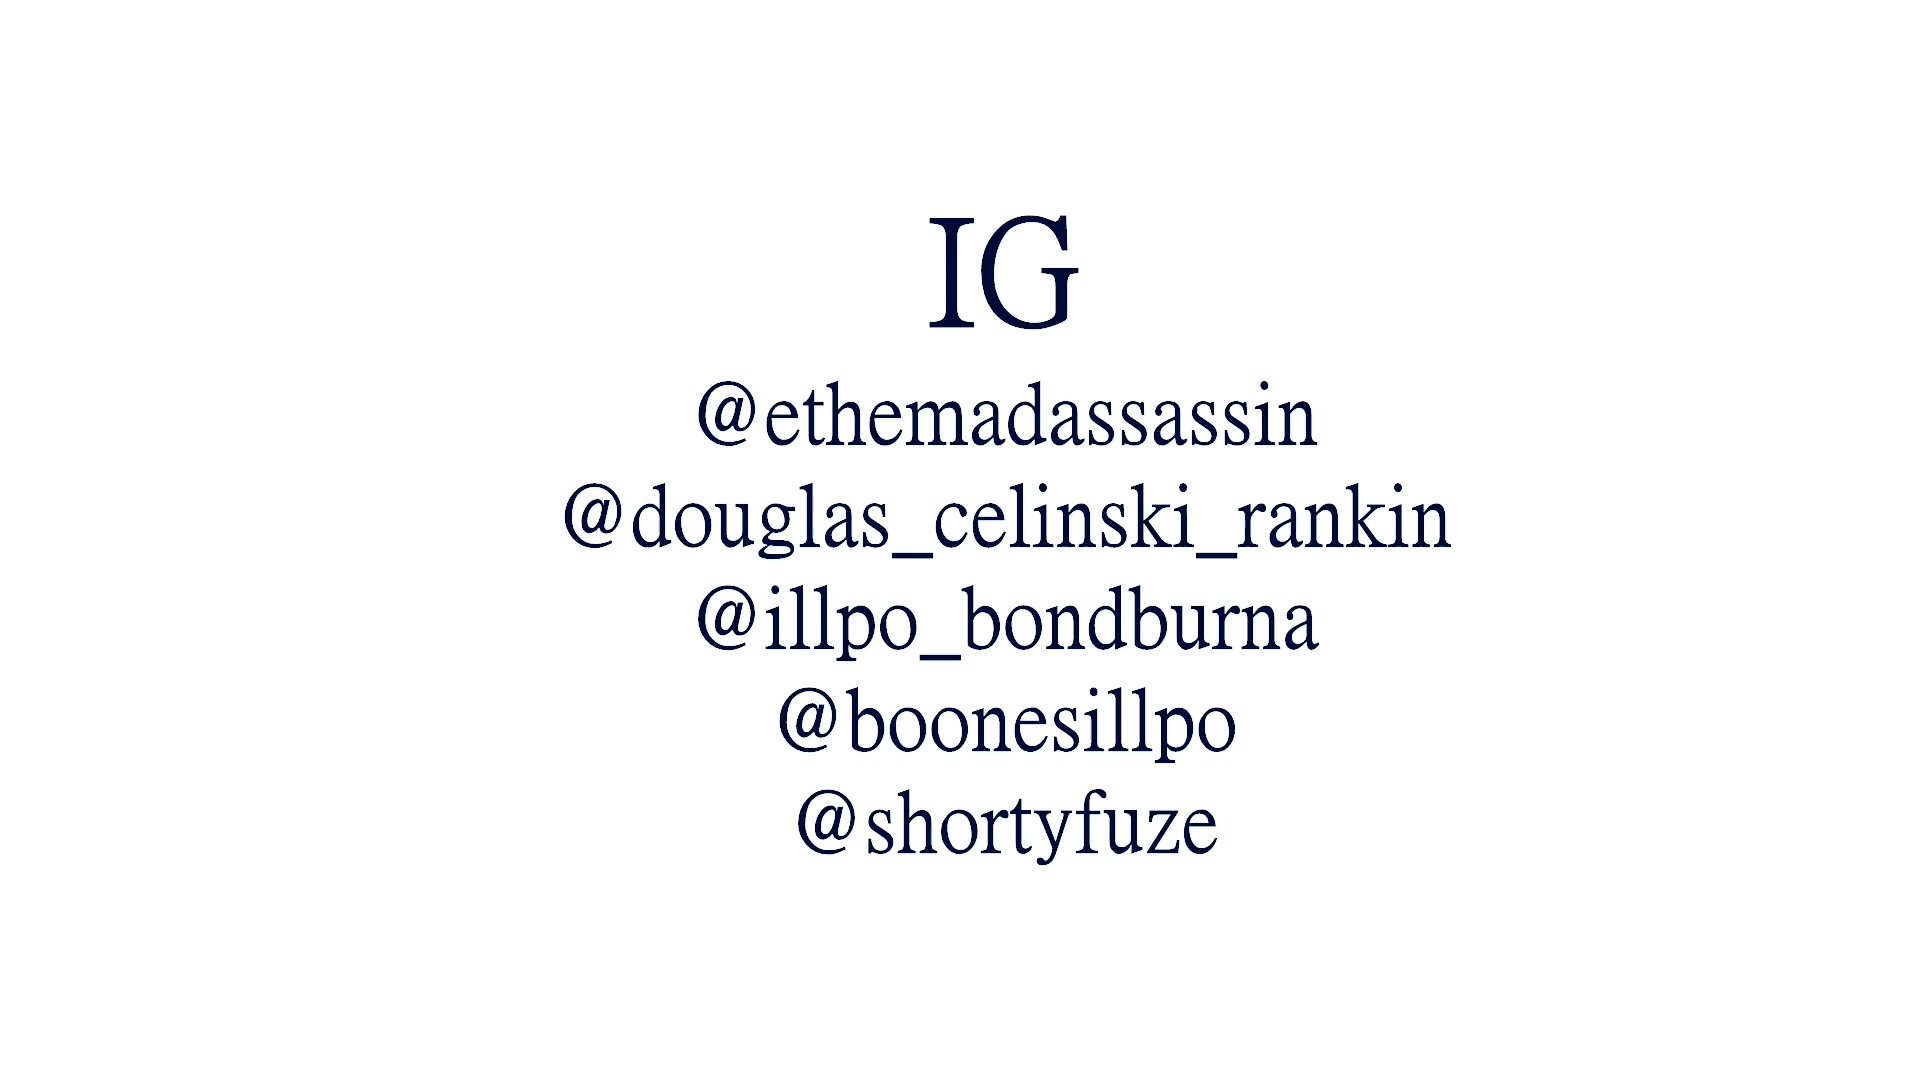 IG
@ethemadassassin
@douglas_celinski_rankin
@illpo_bondburna
@boonesillpo
@shortyfuze